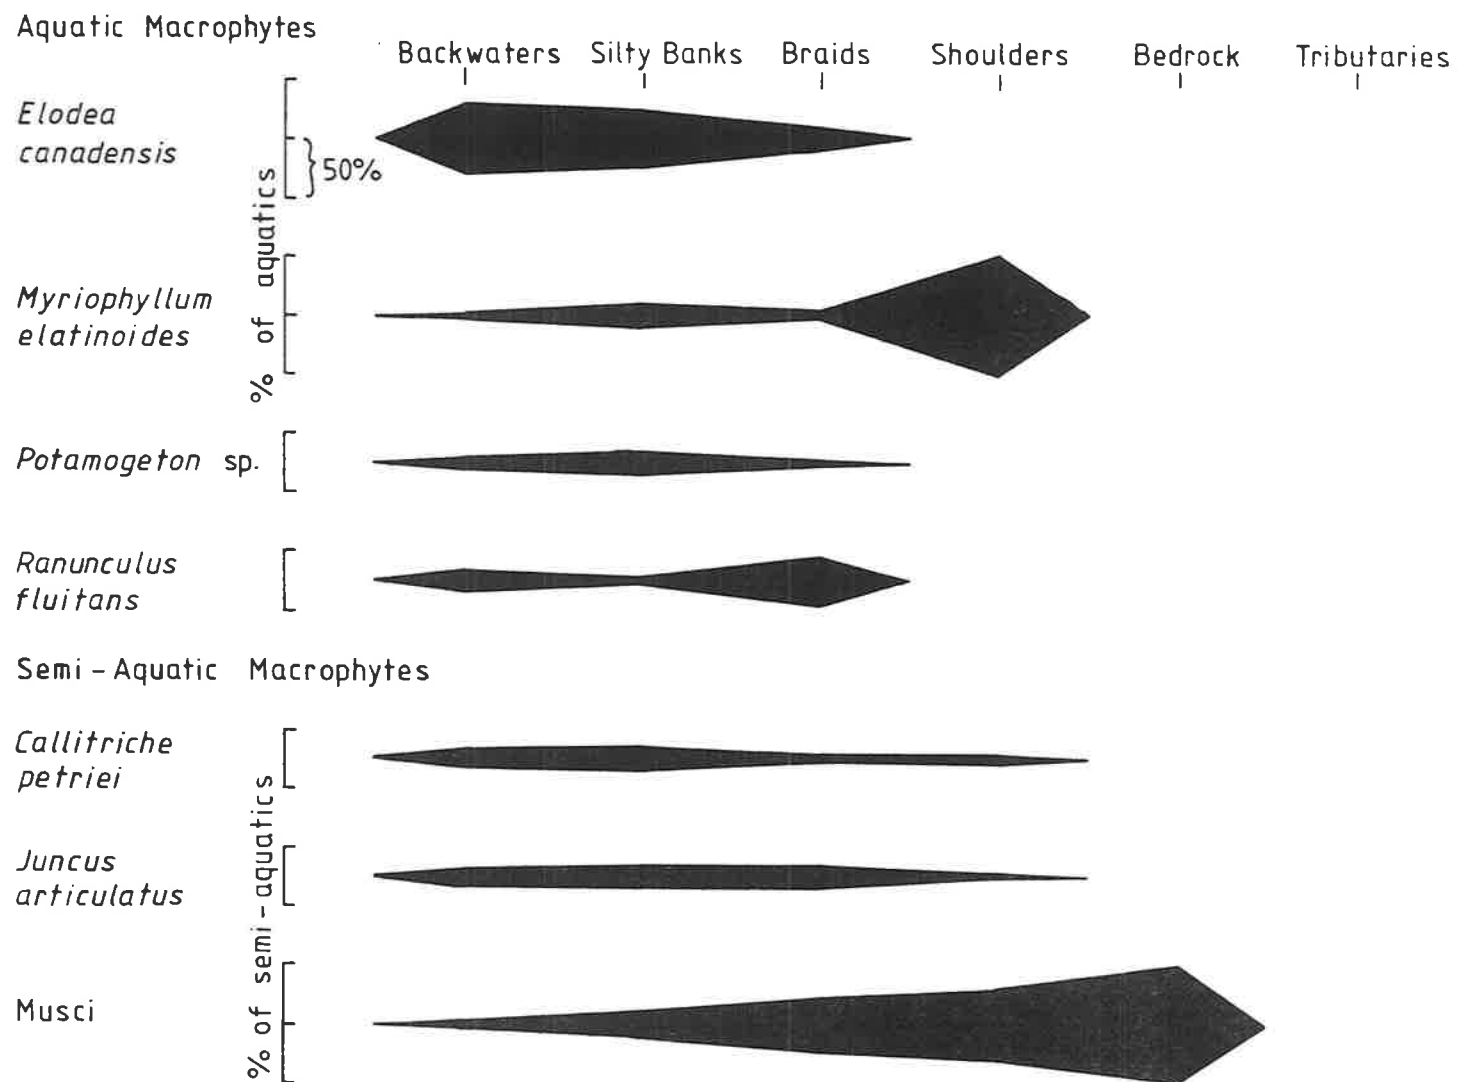 Aquatic Macrophytes
Backwaters Silty Banks Braids Shoulders Bedrock Tributaries
Elodea
canadensis
50%
% of aquatics
Myriophyllum
elatinoides
Potamogeton sp.
Ranunculus
fluitans
Semi-Aquatic Macrophytes
Callitriche
petriei
% of semi-aquatics
Juncus
articulatus
Musci